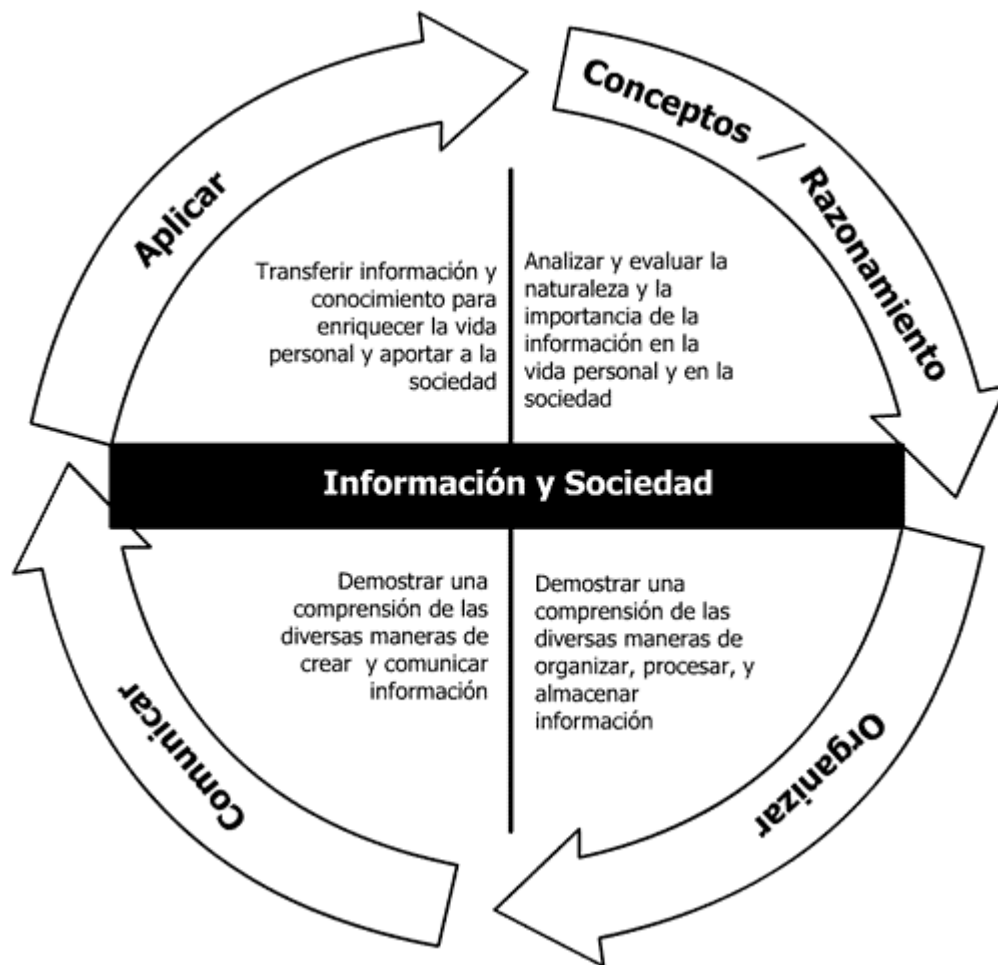 Aplicar
Conceptos / Razonamiento
Transferir información y
conocimiento para
enriquecer la vida
personal y aportar a la
sociedad
Analizar y evaluar la
naturaleza y la
importancia de la
información en la
vida personal y en la
sociedad
Información y Sociedad
Demostrar una
comprensión de las
diversas maneras de
crear y comunicar
información
Demostrar una
comprensión de las
diversas maneras de
organizar, procesar, y
almacenar
información
Comunicar
Organizar